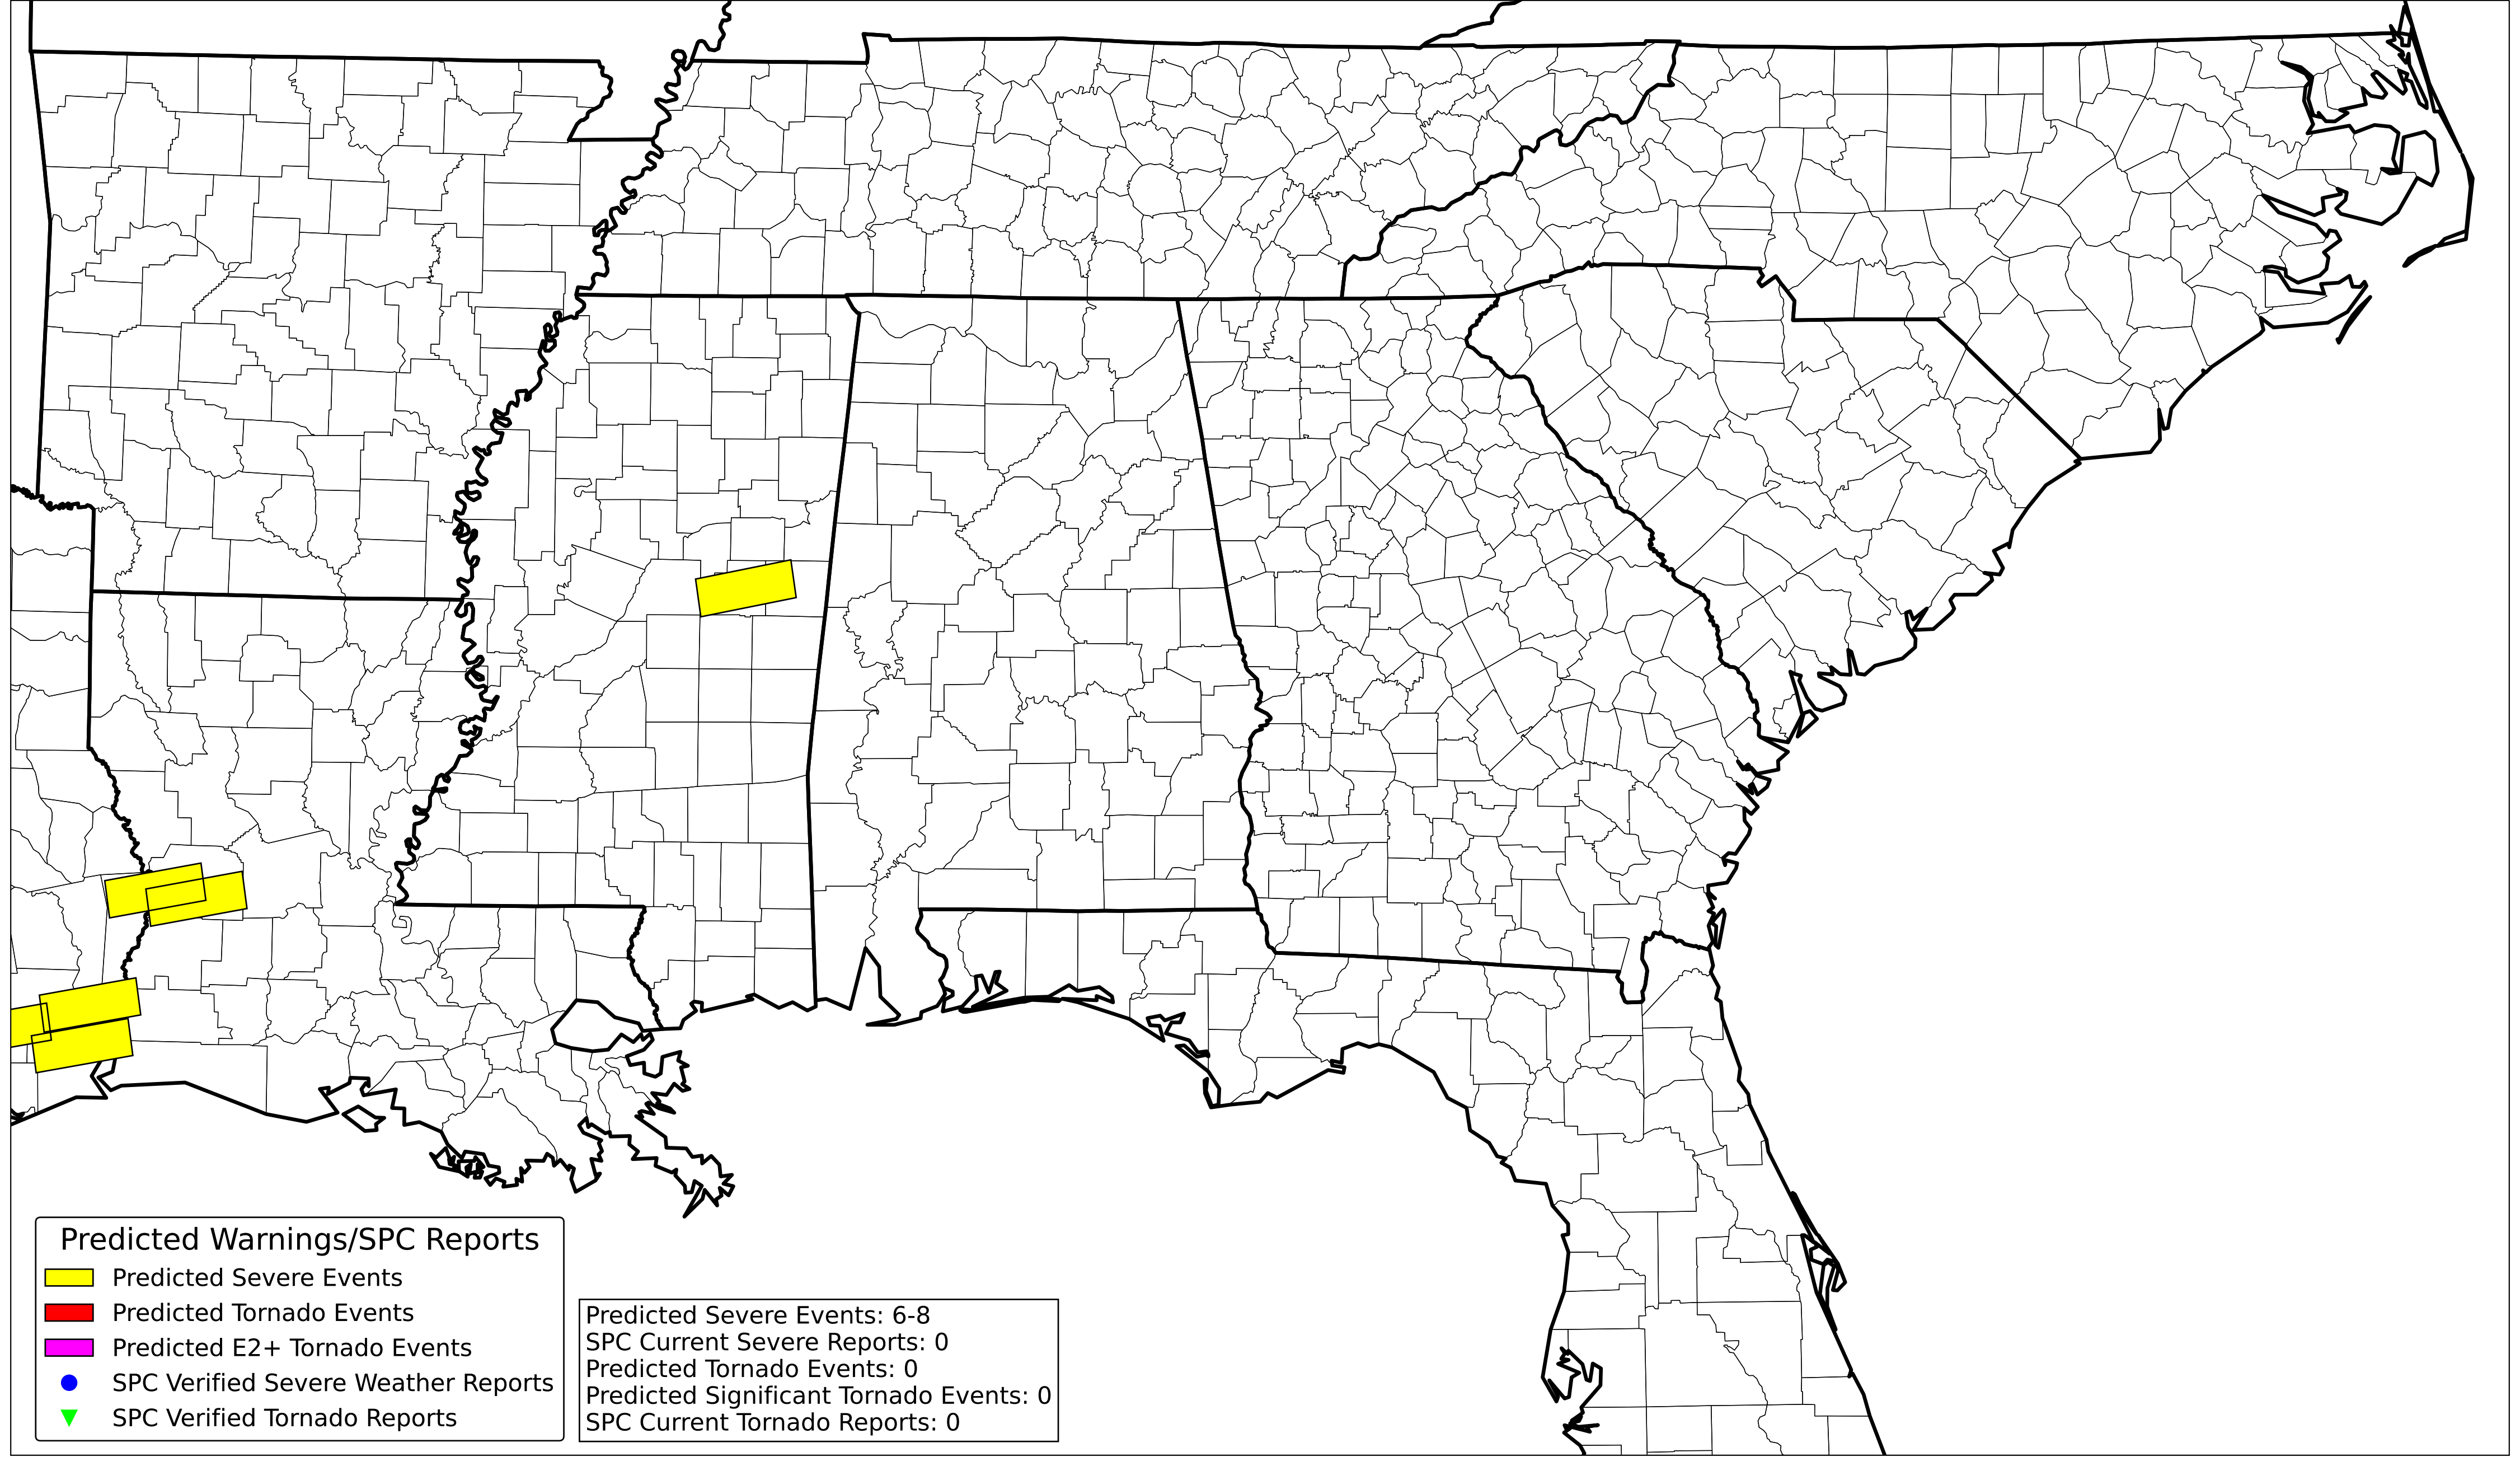 Predicted Warnings/SPC Reports
Predicted Severe Events
Predicted Tornado Events
Predicted E2+ Tornado Events
SPC Verified Severe Weather Reports
SPC Verified Tornado Reports
Predicted Severe Events: 6-8
SPC Current Severe Reports: 0
Predicted Tornado Events: 0
Predicted Significant Tornado Events: 0
SPC Current Tornado Reports: 0